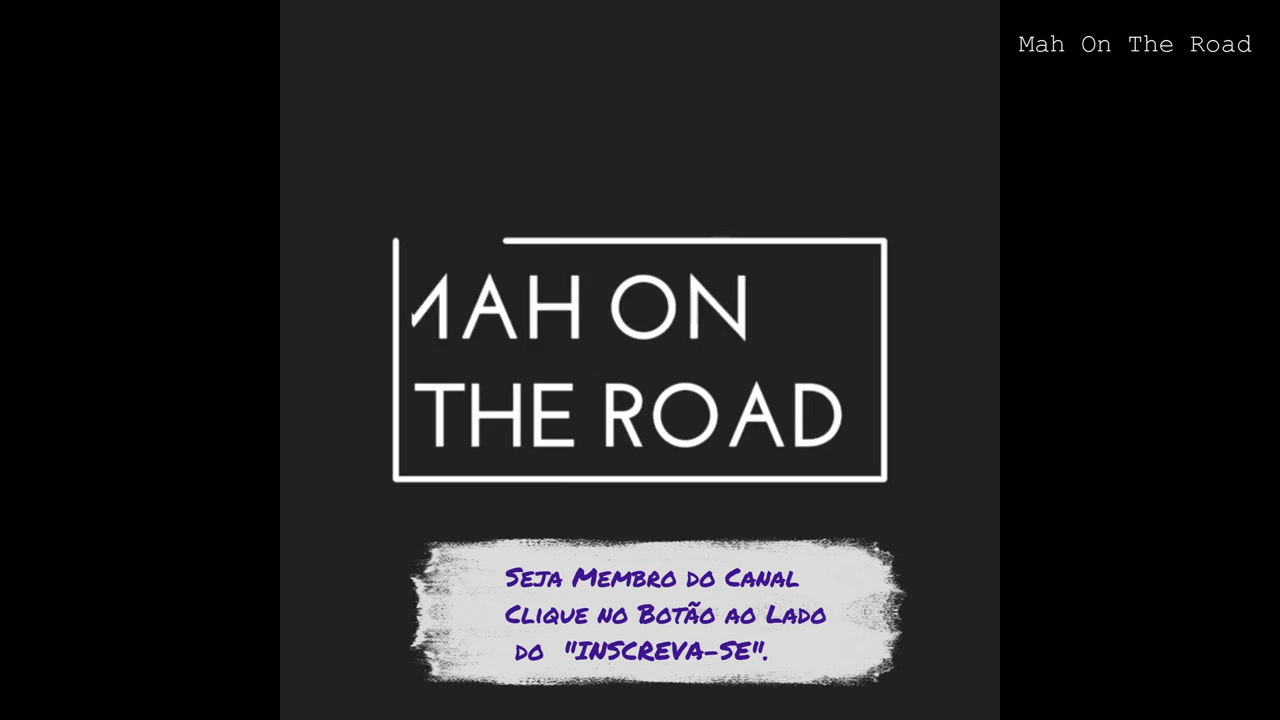 Mah On The Road
MAH ON
THE ROAD
SEJA MEMBRO DO CANAL
CLIQUE NO BOTÃO AO LADO
DO "INSCREVA-SE".